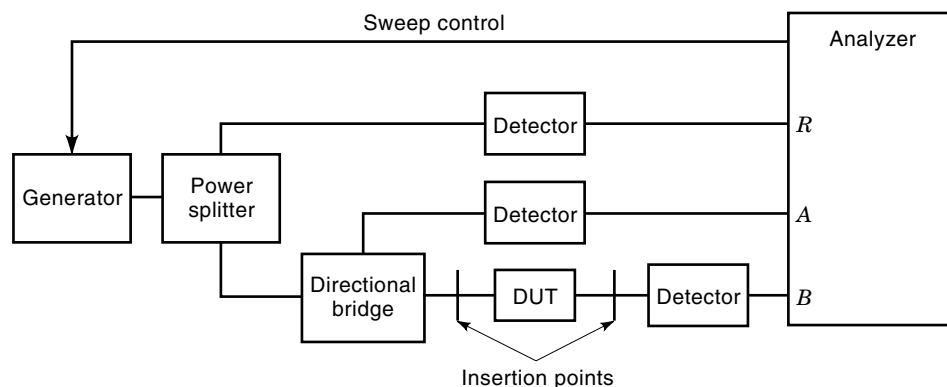 Sweep control
Analyzer
Detector
R
Generator
Power
splitter
Detector
A
Directional
bridge
DUT
Detector
B
Insertion points